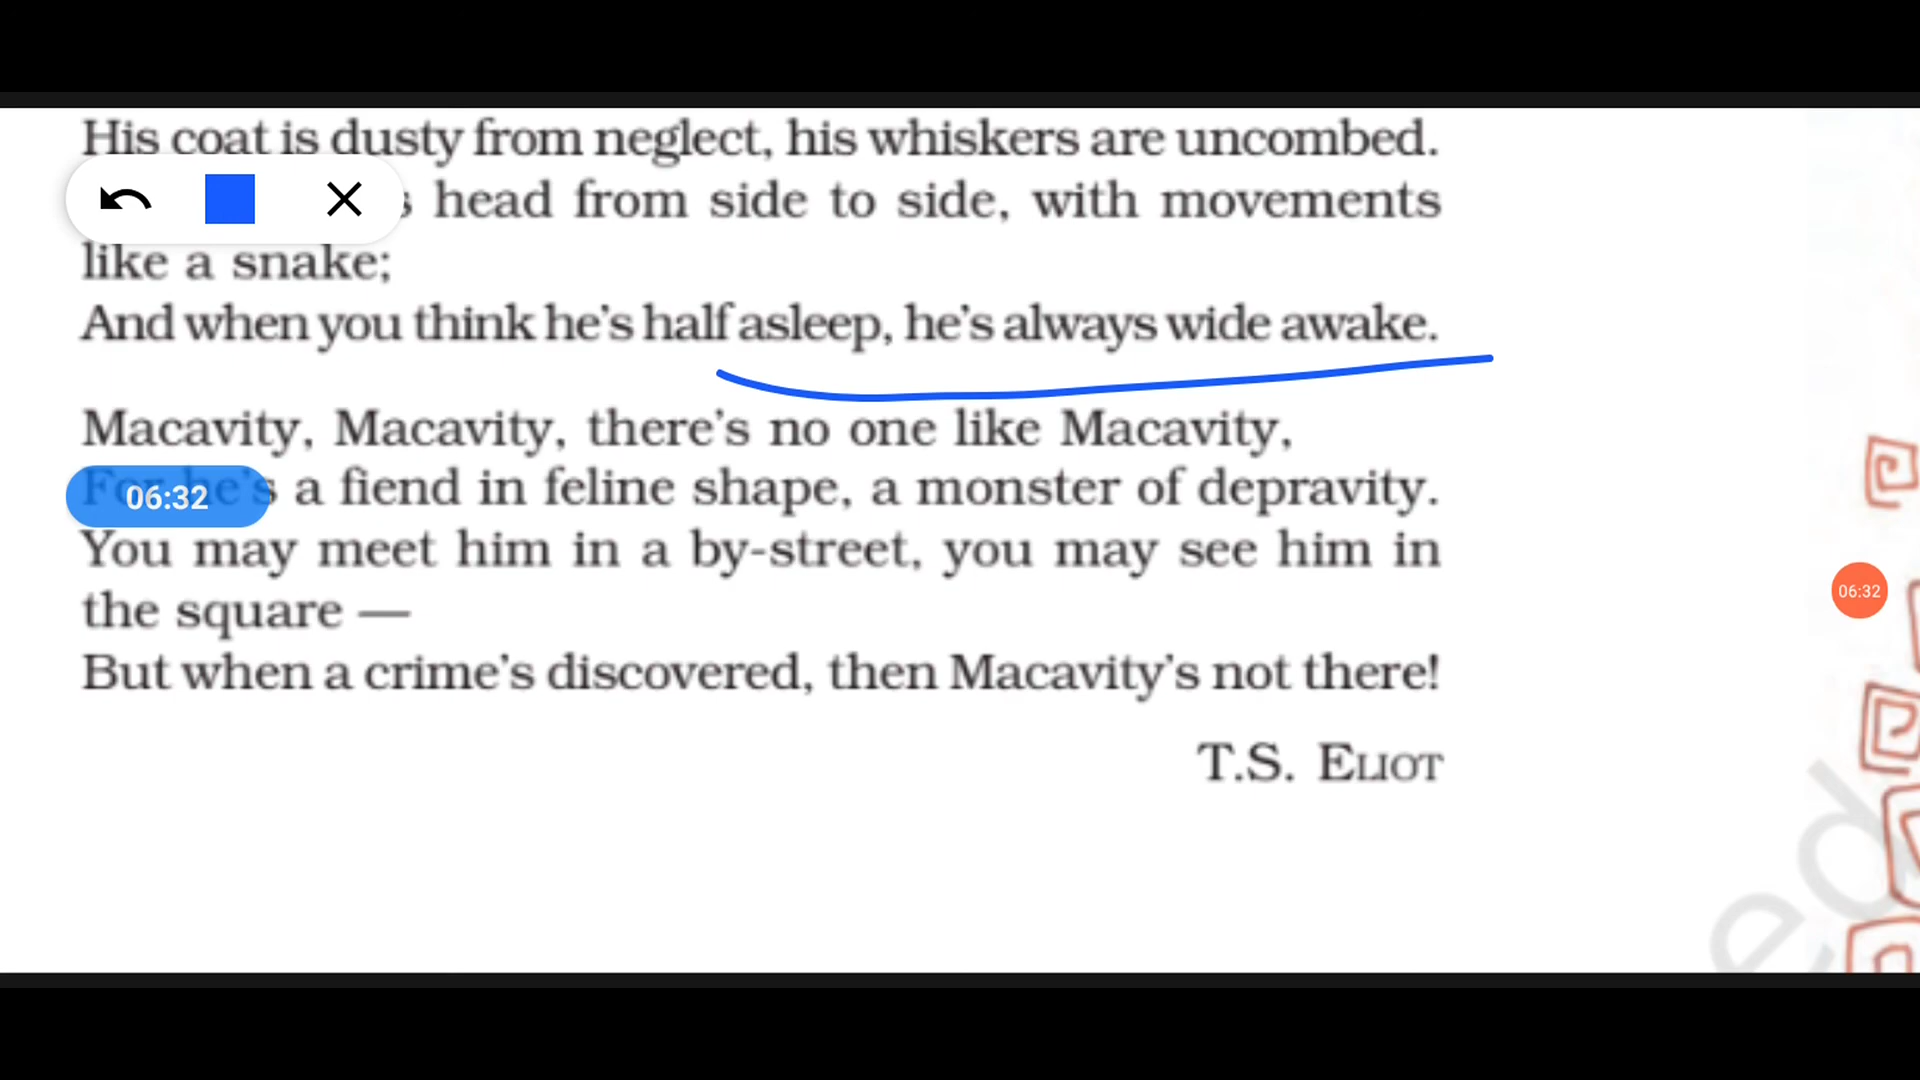 His coat is dusty from neglect, his whiskers are uncombed.
head from side to side, with movements
like a snake;
And when you think he's half asleep, he's always wide awake.
Macavity, Macavity, there's no one like Macavity,
For he's a fiend in feline shape, a monster of depravity.
06:32
You may meet him in a by-street, you may see him in
06:32
the square —
But when a crime's discovered, then Macavity's not there!
T.S. ELIOT
ed